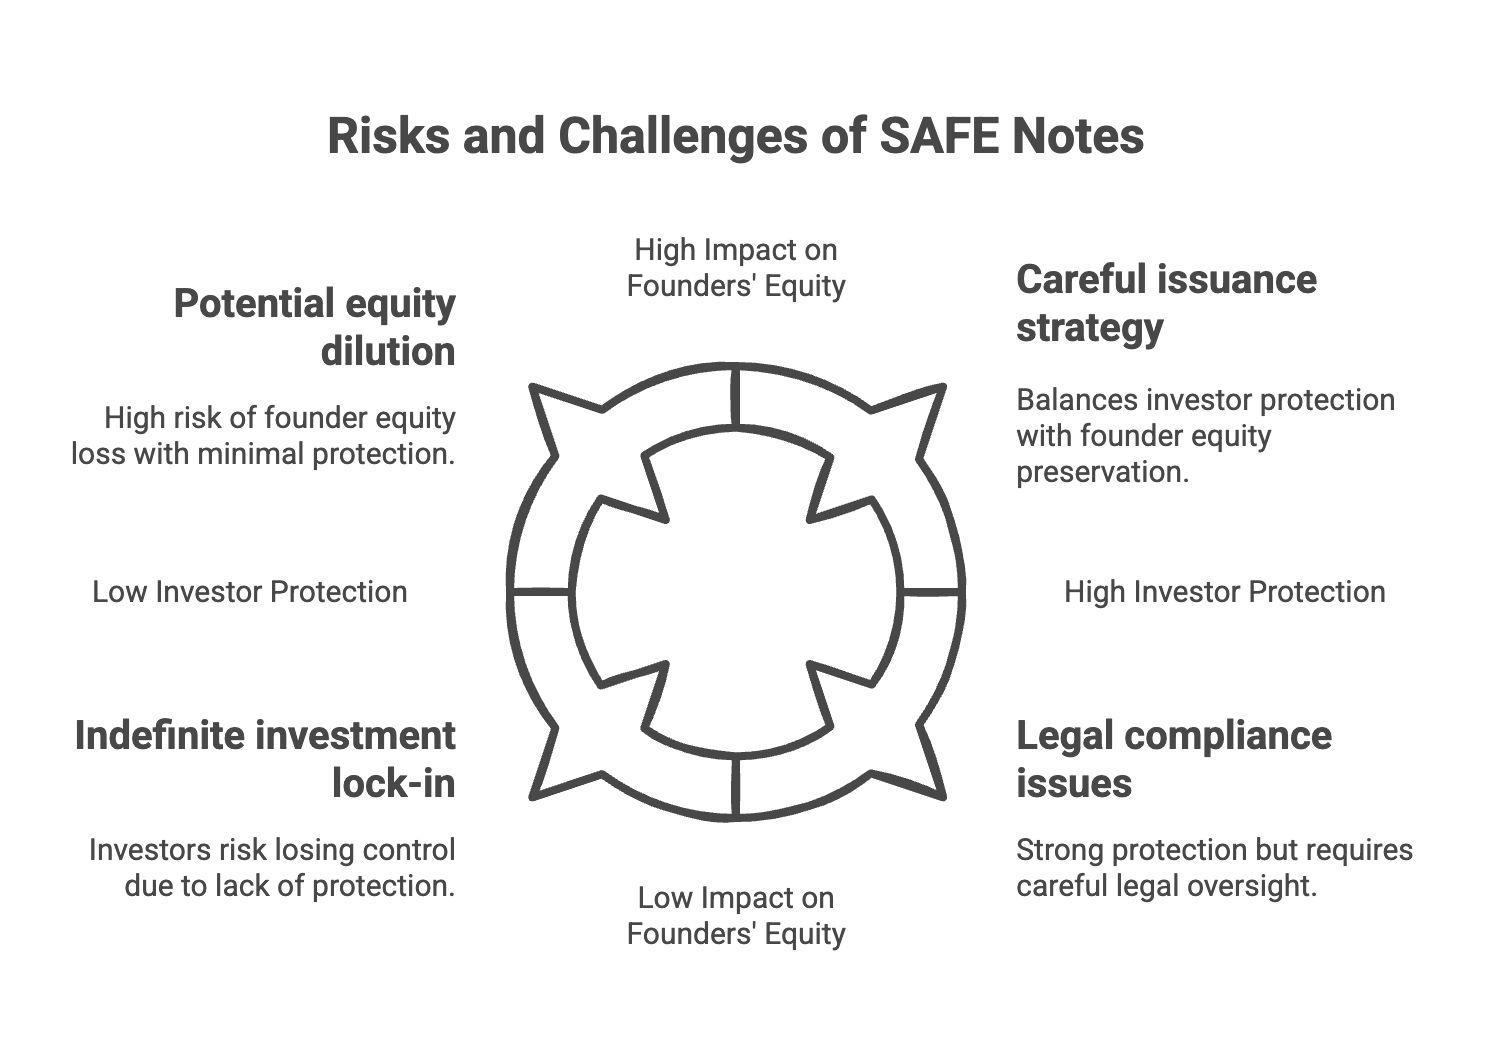 Risks and Challenges of SAFE Notes
High Impact on
Founders' Equity
Potential equity
dilution
High risk of founder equity
loss with minimal protection.
Careful issuance
strategy
Balances investor protection
with founder equity
preservation.
Low Investor Protection
High Investor Protection
Indefinite investment
lock-in
Investors risk losing control
due to lack of protection.
Legal compliance
issues
Strong protection but requires
careful legal oversight.
Low Impact on
Founders' Equity